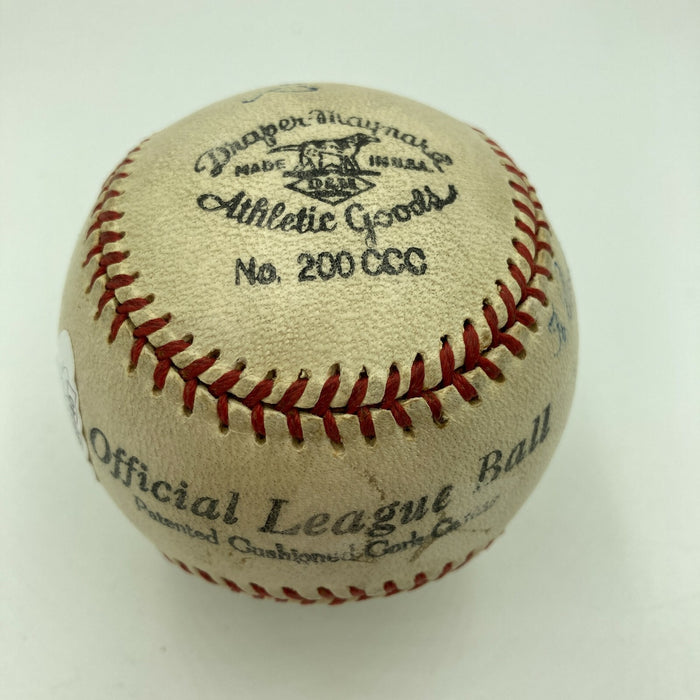 Draper-Maynard
MADE IN U.S.A.
D&M
Athletic Goods
No. 200 CCC
Official League Ball
Patented Cushioned Cork Center